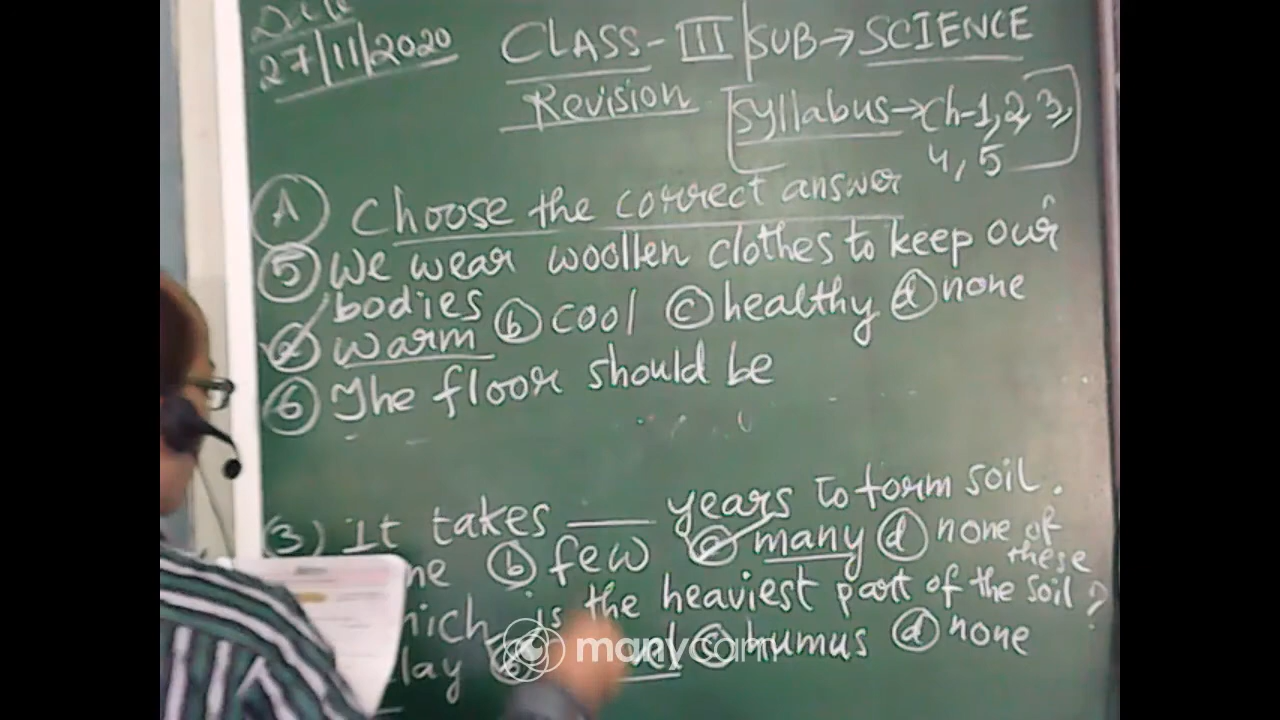 27/11/2020
CLASS-III | SUB → SCIENCE
Revision
Syllabus → Ch-1, 2, 3,
4, 5
A Choose the correct answer
5 We wear woollen clothes to keep our
bodies
a warm b cool c healthy d none
6 The floor should be
(3) It takes ___ years to form soil.
b few c many d none of
these
is the heaviest part of the soil?
b c humus d none
manycam